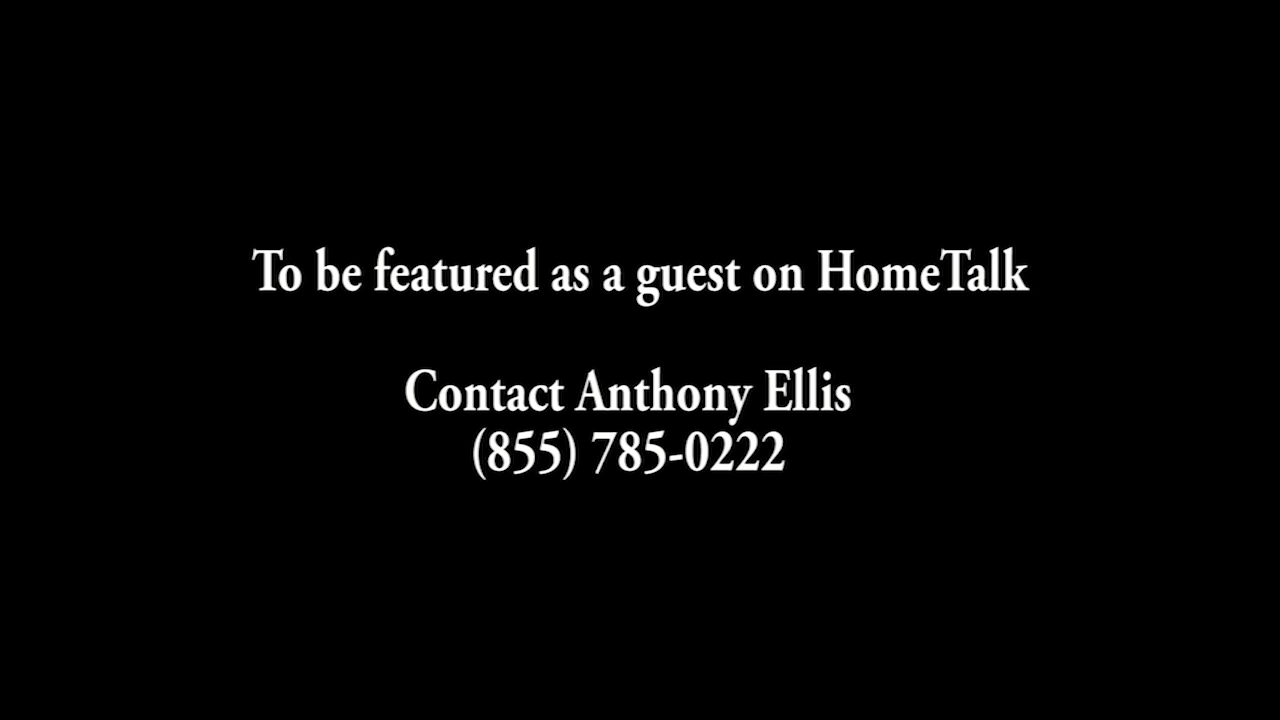 To be featured as a guest on HomeTalk
Contact Anthony Ellis
(855) 785-0222